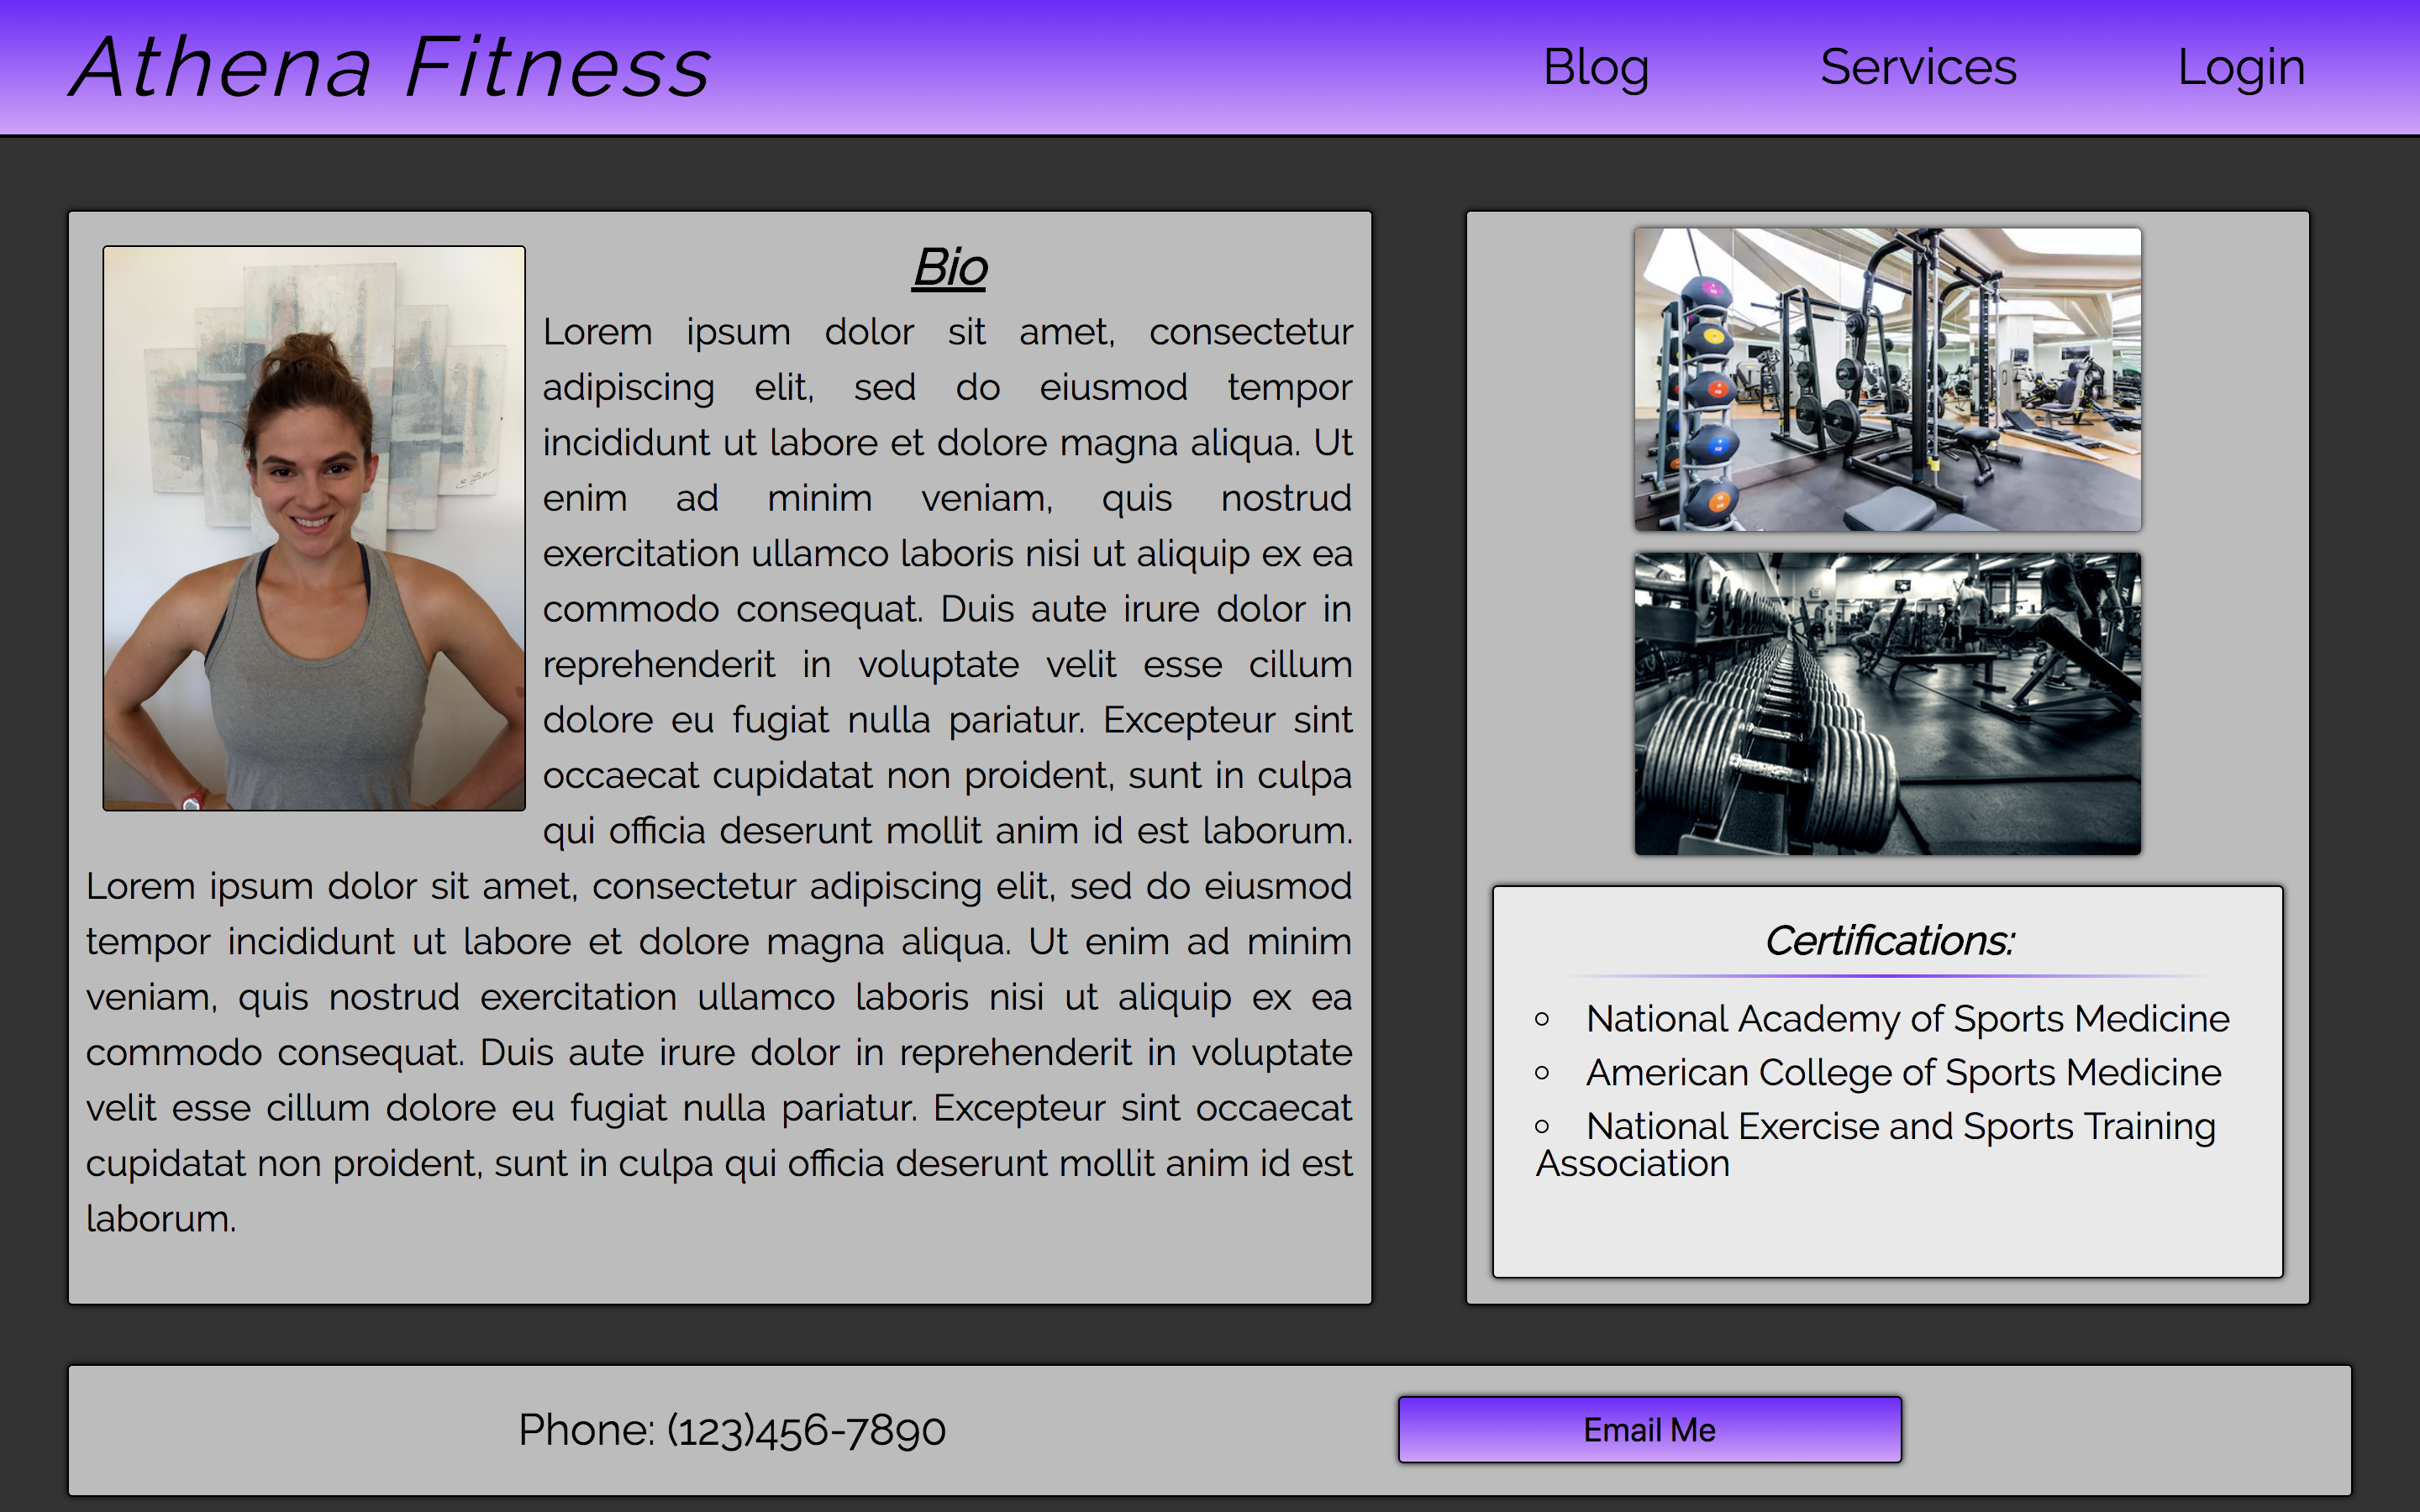 Athena Fitness
Blog
Services
Login
Bio
Lorem ipsum dolor sit amet, consectetur
adipiscing elit, sed do eiusmod tempor
incididunt ut labore et dolore magna aliqua. Ut
enim ad minim veniam, quis nostrud
exercitation ullamco laboris nisi ut aliquip ex ea
commodo consequat. Duis aute irure dolor in
reprehenderit in voluptate velit esse cillum
dolore eu fugiat nulla pariatur. Excepteur sint
occaecat cupidatat non proident, sunt in culpa
qui officia deserunt mollit anim id est laborum.
Lorem ipsum dolor sit amet, consectetur adipiscing elit, sed do eiusmod
tempor incididunt ut labore et dolore magna aliqua. Ut enim ad minim
veniam, quis nostrud exercitation ullamco laboris nisi ut aliquip ex ea
commodo consequat. Duis aute irure dolor in reprehenderit in voluptate
velit esse cillum dolore eu fugiat nulla pariatur. Excepteur sint occaecat
cupidatat non proident, sunt in culpa qui officia deserunt mollit anim id est
laborum.
Certifications:
National Academy of Sports Medicine
American College of Sports Medicine
National Exercise and Sports Training
Association
Phone: (123)456-7890
Email Me